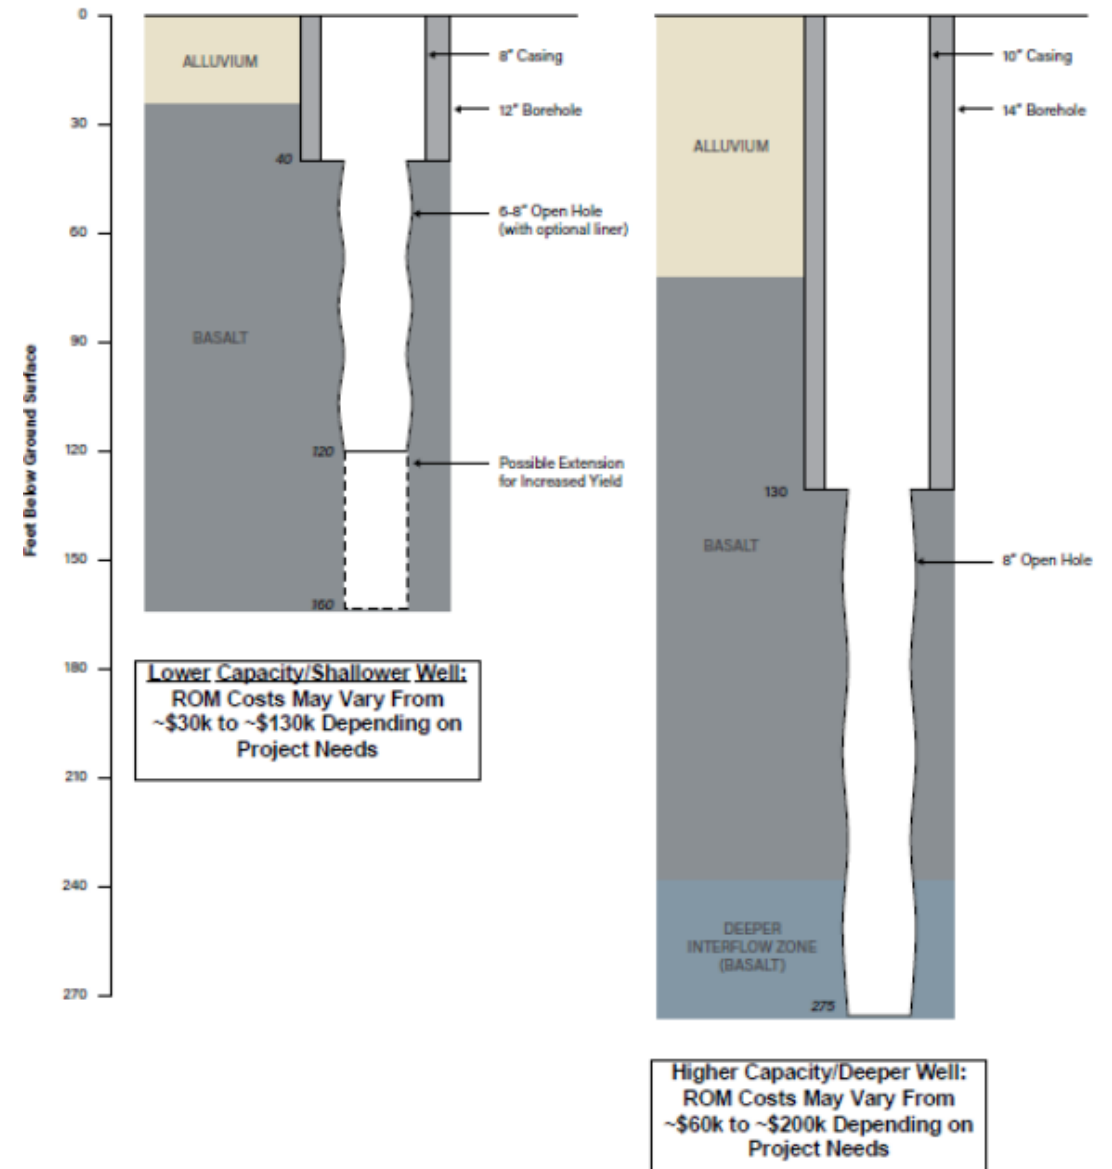 Feet Below Ground Surface
0
30
60
90
120
150
180
210
240
270
ALLUVIUM
BASALT
40
120
160
8" Casing
12" Borehole
6-8" Open Hole
(with optional liner)
Possible Extension
for Increased Yield
Lower Capacity/Shallower Well:
ROM Costs May Vary From
~$30k to ~$130k Depending on
Project Needs
ALLUVIUM
BASALT
DEEPER
INTERFLOW ZONE
(BASALT)
130
275
10" Casing
14" Borehole
8" Open Hole
Higher Capacity/Deeper Well:
ROM Costs May Vary From
~$60k to ~$200k Depending on
Project Needs